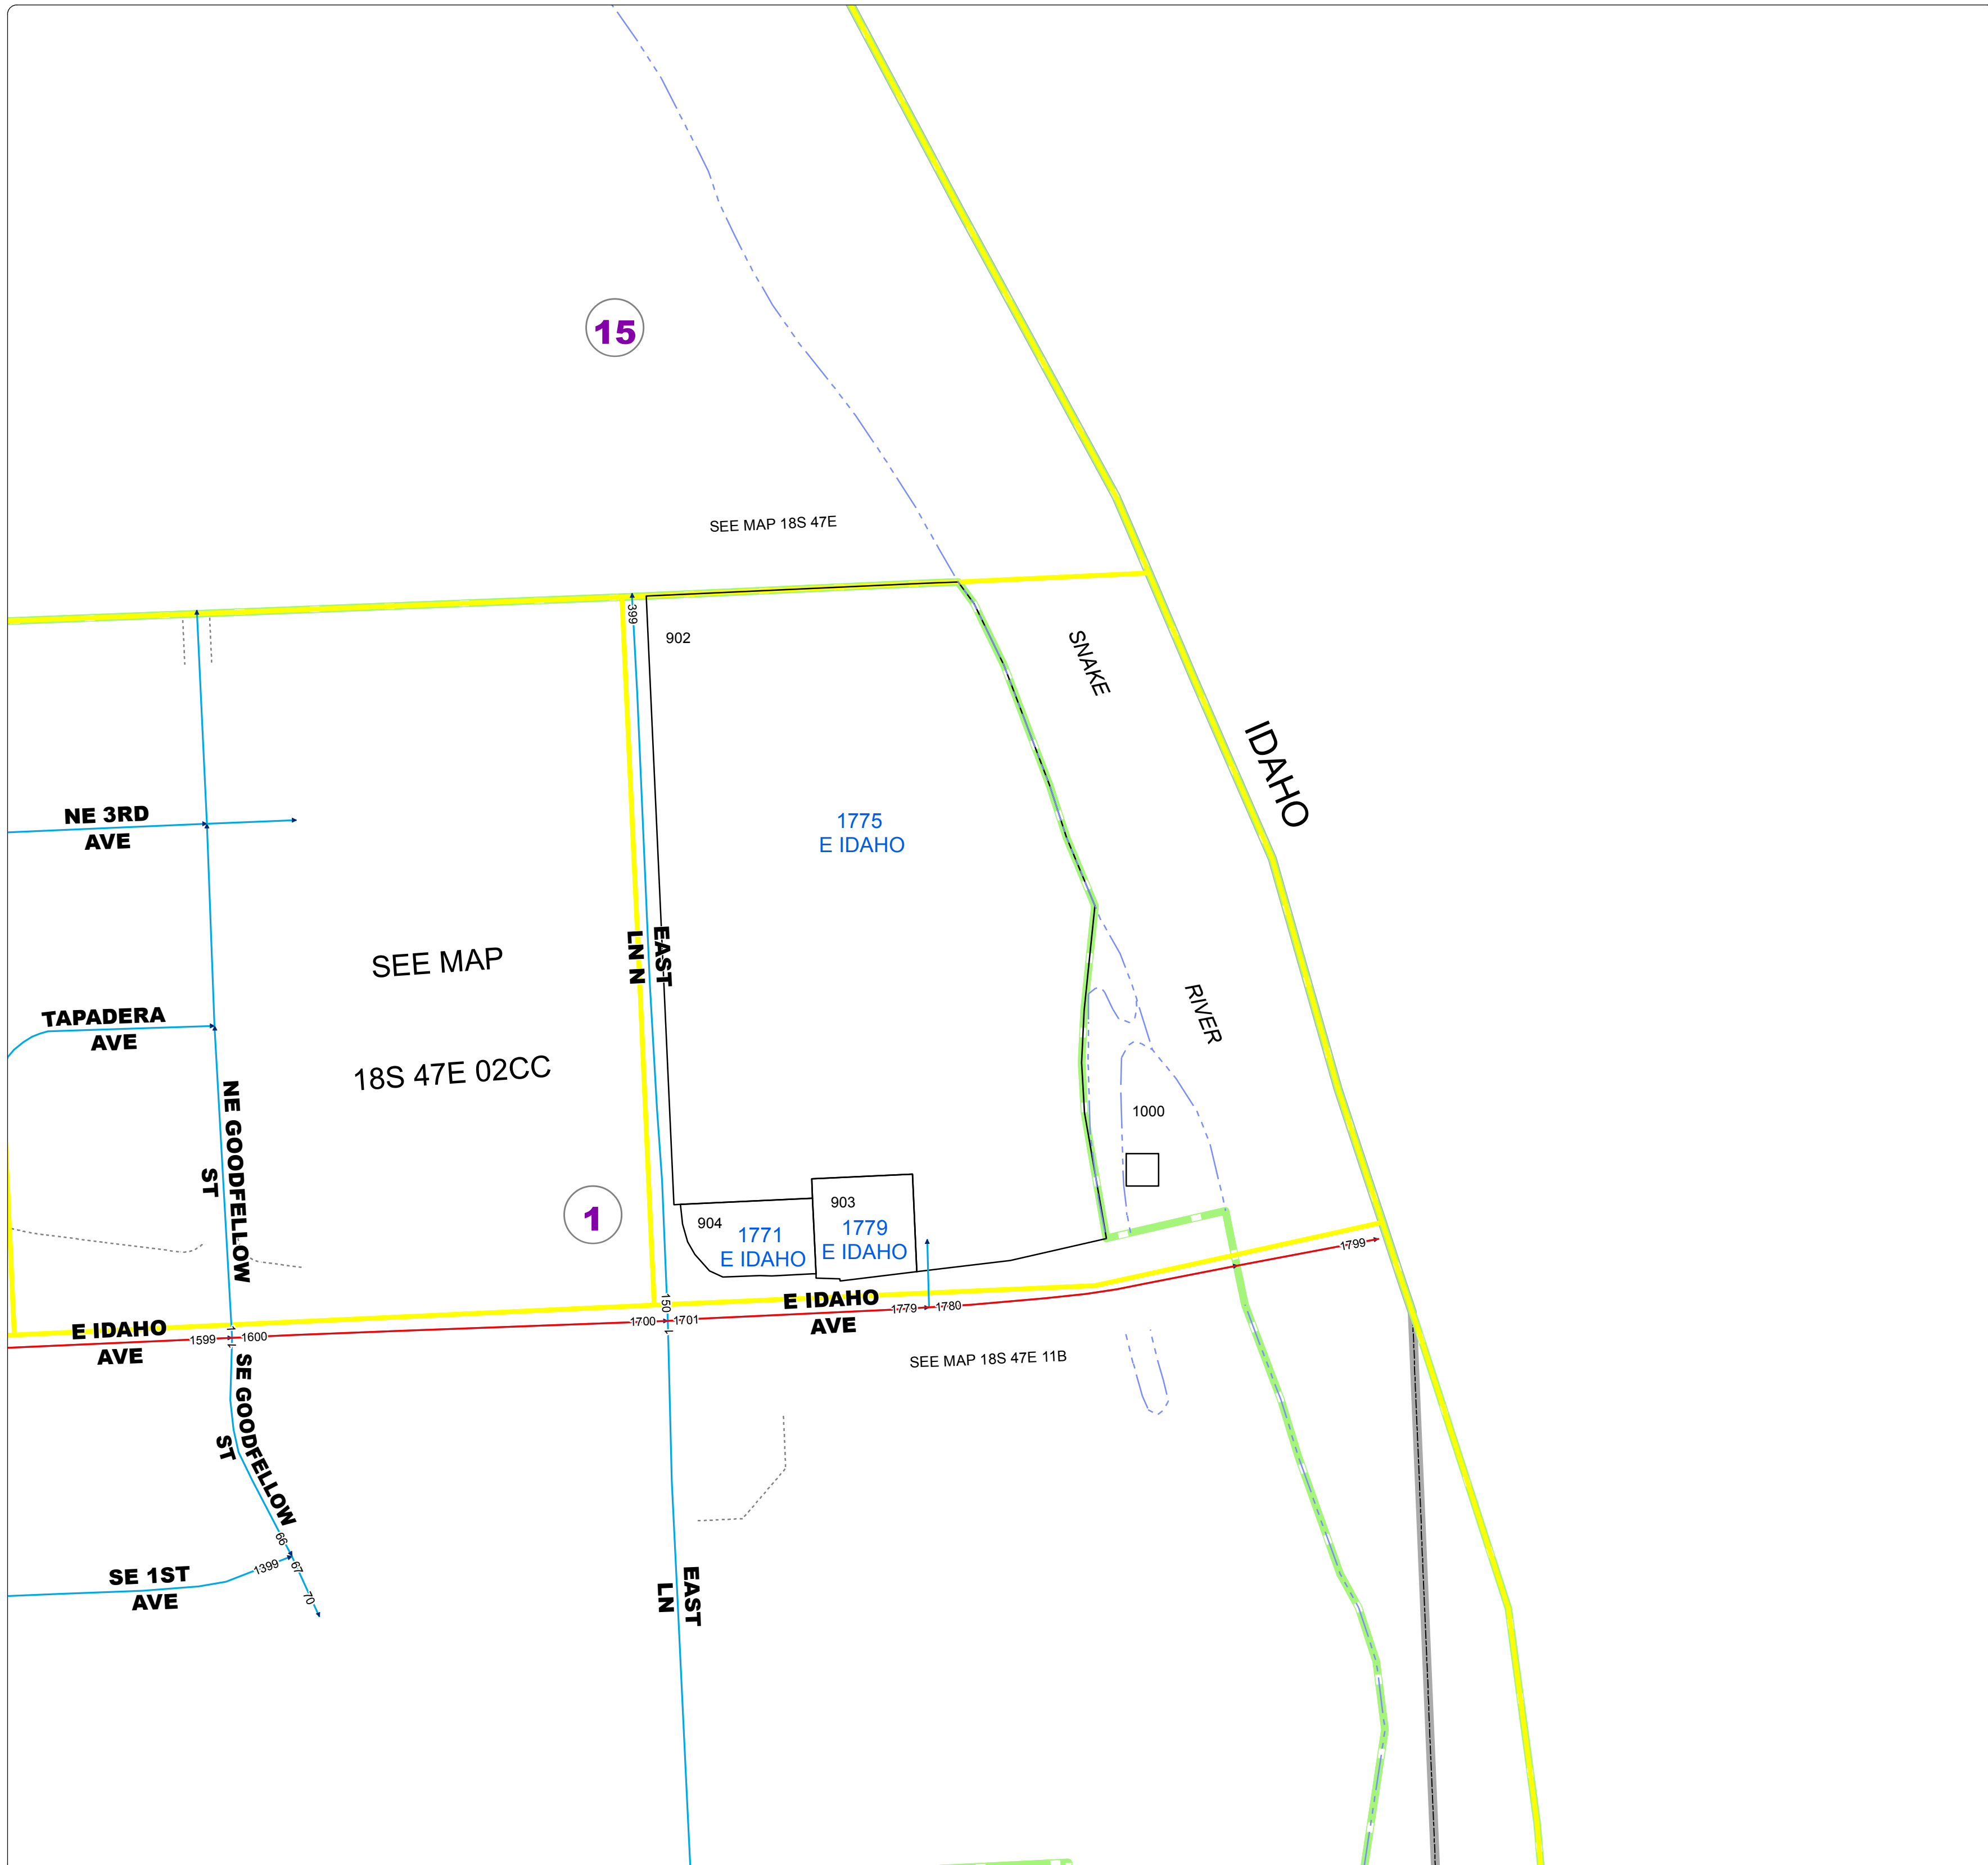 15
SEE MAP 18S 47E
399
902
SNAKE
IDAHO
NE 3RD
AVE
1775
E IDAHO
EAST
LN N
SEE MAP
18S 47E 02CC
TAPADERA
AVE
RIVER
NE GOODFELLOW
ST
1000
1
904
1771
E IDAHO
903
1779
E IDAHO
1799
E IDAHO
AVE
1599
1600
1
1
150
1
1700
1701
E IDAHO
AVE
1779
1780
SEE MAP 18S 47E 11B
SE GOODFELLOW
ST
66
67
70
1399
SE 1ST
AVE
EAST
LN